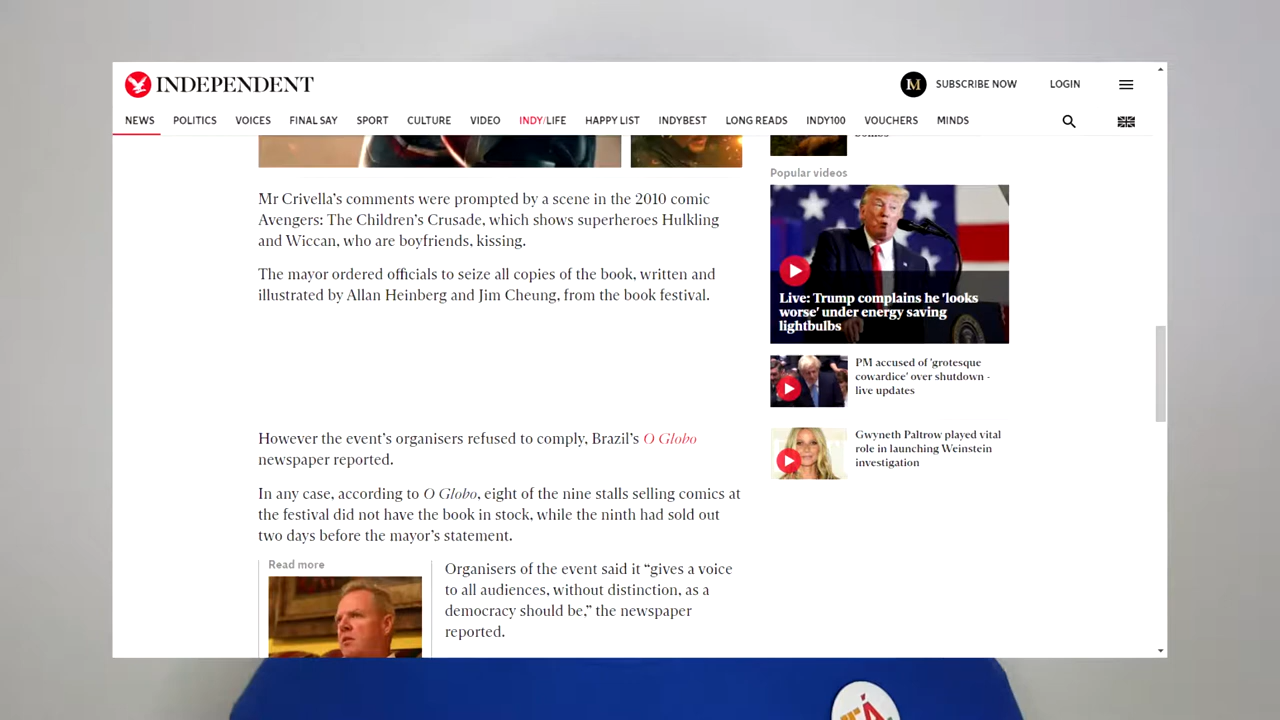 INDEPENDENT
SUBSCRIBE NOW
LOGIN
NEWS POLITICS VOICES FINAL SAY SPORT CULTURE VIDEO INDY/LIFE HAPPY LIST INDYBEST LONG READS INDY100 VOUCHERS MINDS
Mr Crivella’s comments were prompted by a scene in the 2010 comic
Avengers: The Children’s Crusade, which shows superheroes Hulkling
and Wiccan, who are boyfriends, kissing.
The mayor ordered officials to seize all copies of the book, written and
illustrated by Allan Heinberg and Jim Cheung, from the book festival.
However the event’s organisers refused to comply, Brazil’s O Globo
newspaper reported.
In any case, according to O Globo, eight of the nine stalls selling comics at
the festival did not have the book in stock, while the ninth had sold out
two days before the mayor’s statement.
Read more
Organisers of the event said it “gives a voice
to all audiences, without distinction, as a
democracy should be,” the newspaper
reported.
Popular videos
Live: Trump complains he 'looks
worse' under energy saving
lightbulbs
PM accused of 'grotesque
cowardice' over shutdown -
live updates
Gwyneth Paltrow played vital
role in launching Weinstein
investigation